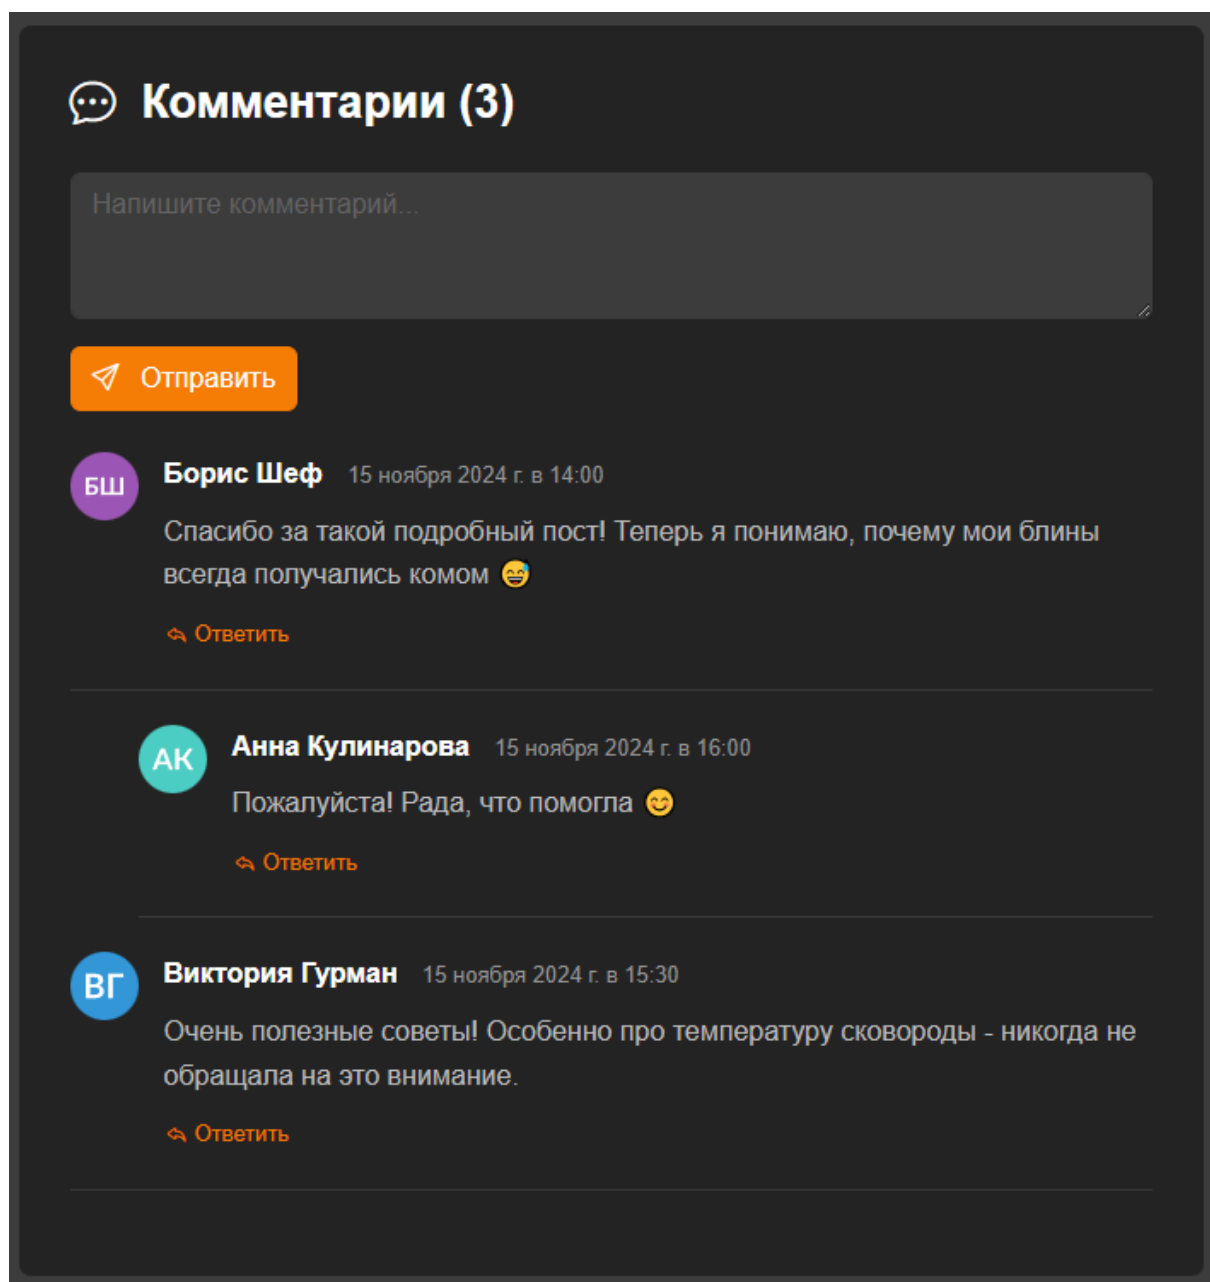 Комментарии (3)
Напишите комментарий...
Отправить
БШ
Борис Шеф 15 ноября 2024 г. в 14:00
Спасибо за такой подробный пост! Теперь я понимаю, почему мои блины
всегда получались комом 😅
Ответить
АК
Анна Кулинарова 15 ноября 2024 г. в 16:00
Пожалуйста! Рада, что помогла 😊
Ответить
ВГ
Виктория Гурман 15 ноября 2024 г. в 15:30
Очень полезные советы! Особенно про температуру сковороды - никогда не
обращала на это внимание.
Ответить